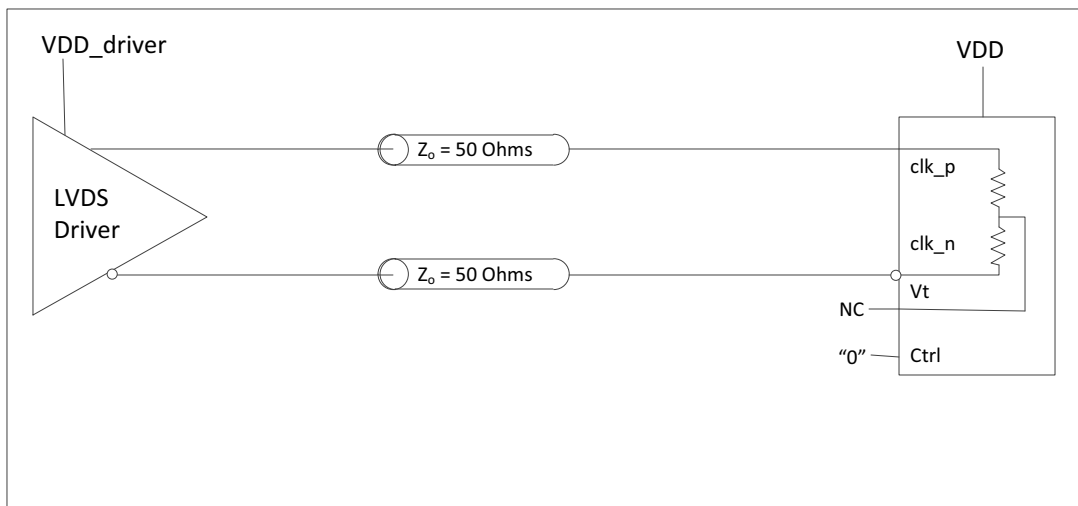 VDD_driver
VDD
Zₒ = 50 Ohms
clk_p
LVDS
Driver
clk_n
Zₒ = 50 Ohms
Vt
NC
“0”
Ctrl